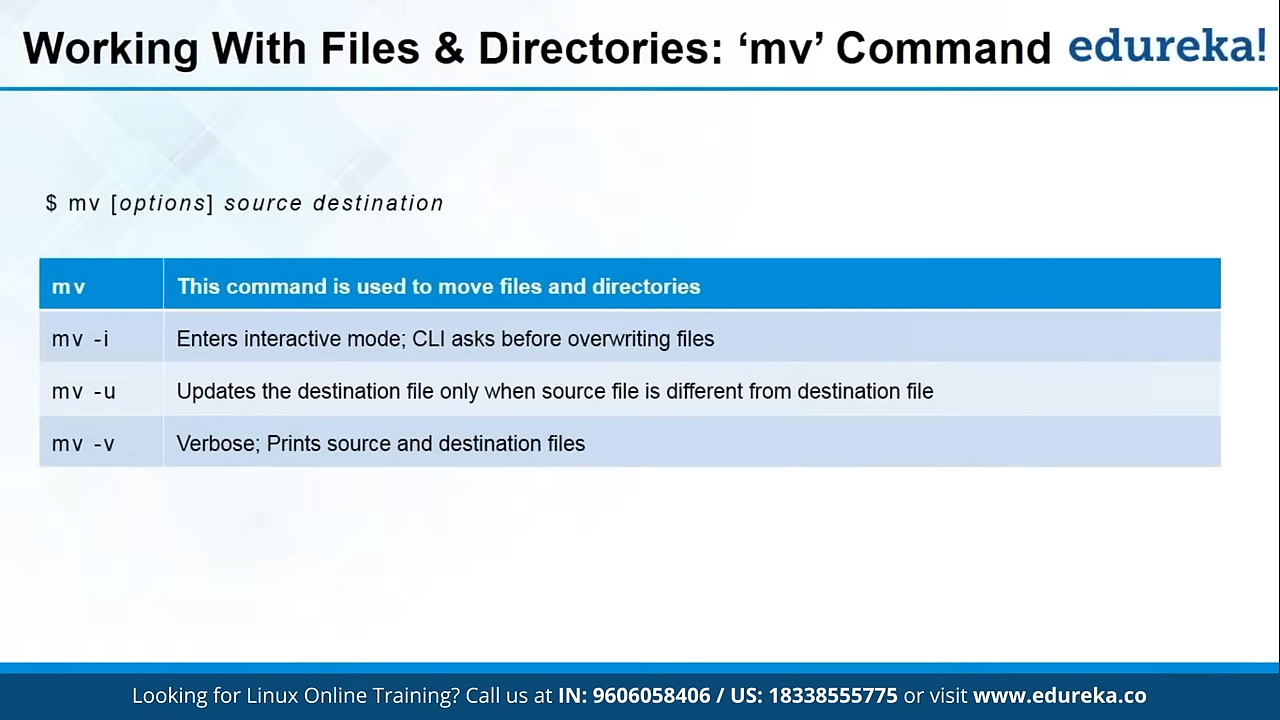 Working With Files & Directories: ‘mv’ Command edureka!
$ mv [options] source destination
mv This command is used to move files and directories
mv -i Enters interactive mode; CLI asks before overwriting files
mv -u Updates the destination file only when source file is different from destination file
mv -v Verbose; Prints source and destination files
Looking for Linux Online Training? Call us at IN: 9606058406 / US: 18338555775 or visit www.edureka.co